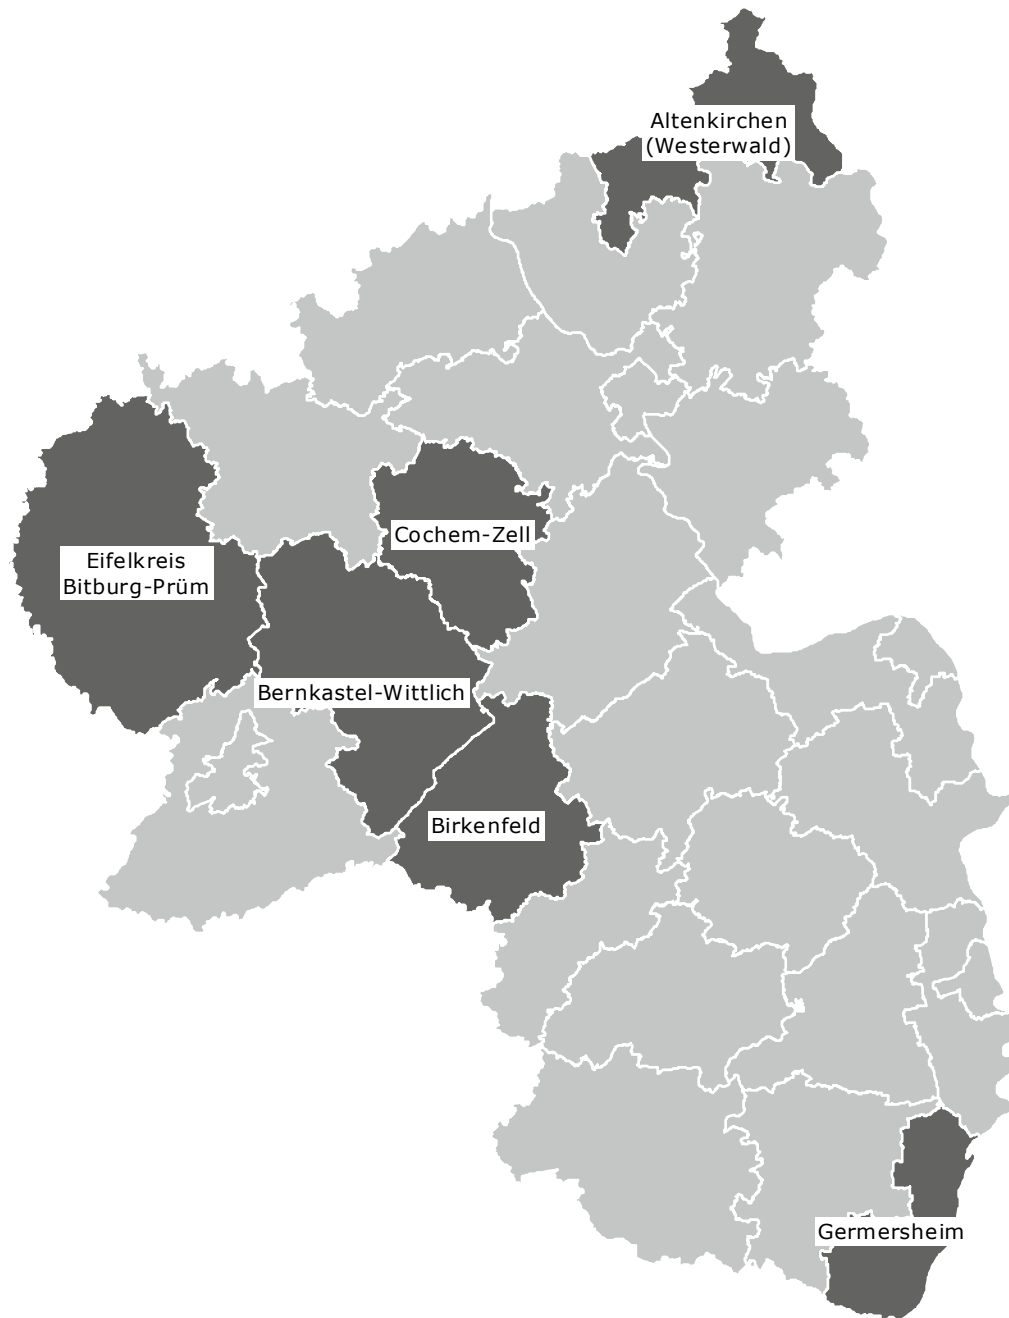 Altenkirchen
(Westerwald)
Cochem-Zell
Eifelkreis
Bitburg-Prüm
Bernkastel-Wittlich
Birkenfeld
Germersheim